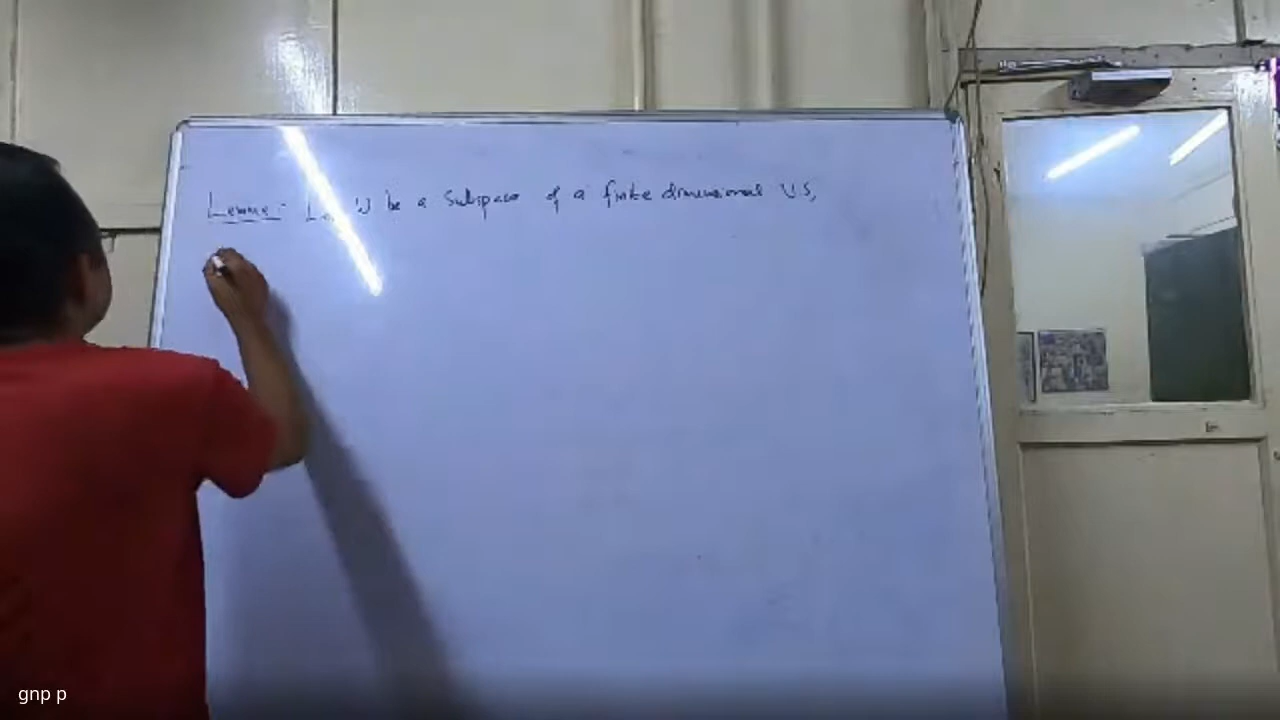 Lemma:- Let W be a Subspace of a finite dimensional V.S,
gnp p